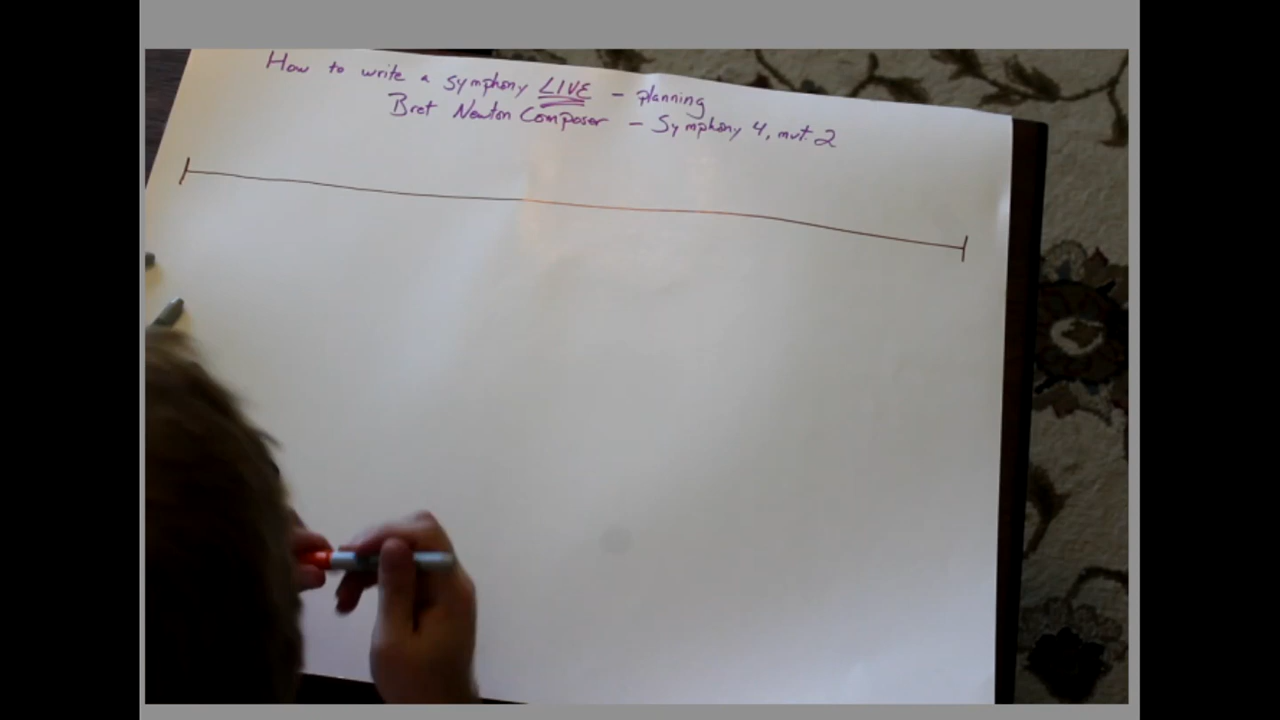 How to write a symphony LIVE - planning
Bret Newton Composer - Symphony 4, mvt. 2